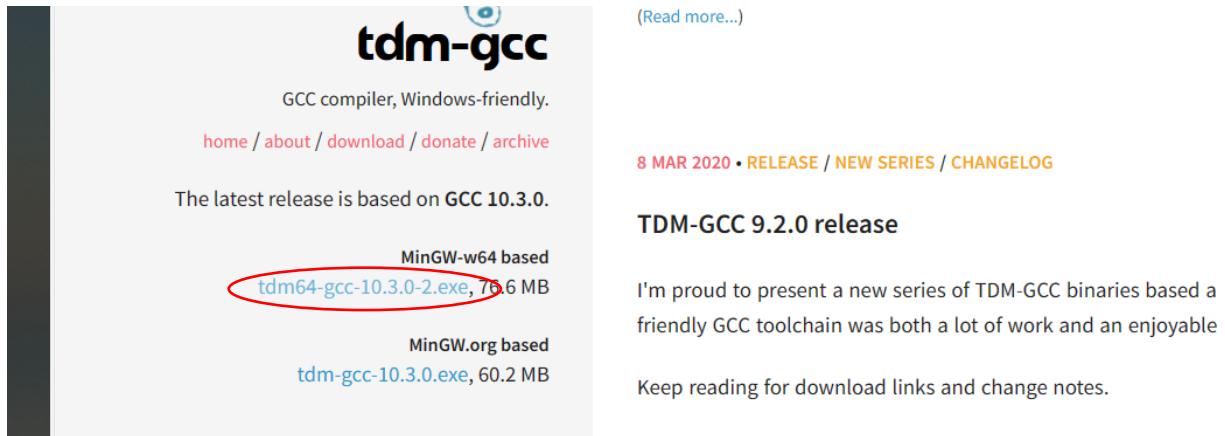 tdm-gcc
GCC compiler, Windows-friendly.
home / about / download / donate / archive
The latest release is based on GCC 10.3.0.
MinGW-w64 based
tdm64-gcc-10.3.0-2.exe, 76.6 MB
MinGW.org based
tdm-gcc-10.3.0.exe, 60.2 MB
(Read more...)
8 MAR 2020 • RELEASE / NEW SERIES / CHANGELOG
TDM-GCC 9.2.0 release
I'm proud to present a new series of TDM-GCC binaries based a
friendly GCC toolchain was both a lot of work and an enjoyable
Keep reading for download links and change notes.